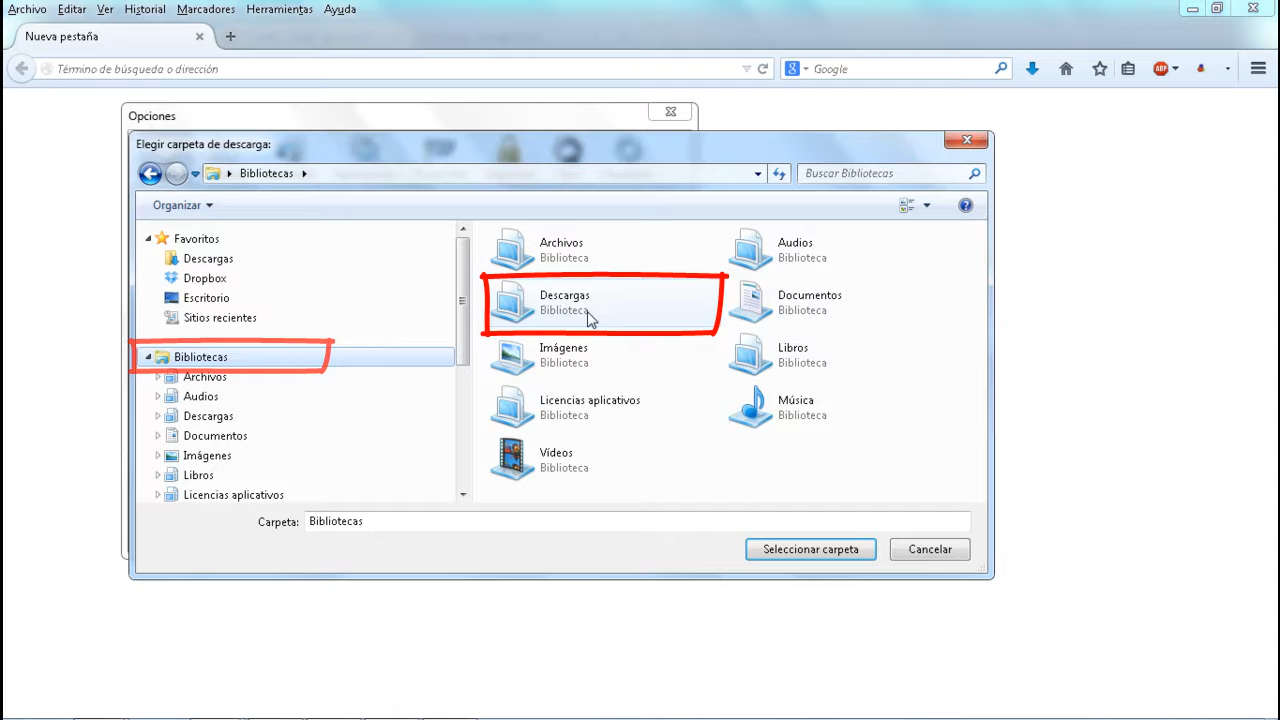 Archivo Editar Ver Historial Marcadores Herramientas Ayuda
Nueva pestaña
Término de búsqueda o dirección
Google
ABP
Opciones
Elegir carpeta de descarga:
Bibliotecas
Buscar Bibliotecas
Organizar
Favoritos
Descargas
Dropbox
Escritorio
Sitios recientes
Bibliotecas
Archivos
Audios
Descargas
Documentos
Imágenes
Libros
Licencias aplicativos
Archivos
Biblioteca
Audios
Biblioteca
Descargas
Biblioteca
Documentos
Biblioteca
Imágenes
Biblioteca
Libros
Biblioteca
Licencias aplicativos
Biblioteca
Música
Biblioteca
Vídeos
Biblioteca
Carpeta: Bibliotecas
Seleccionar carpeta Cancelar